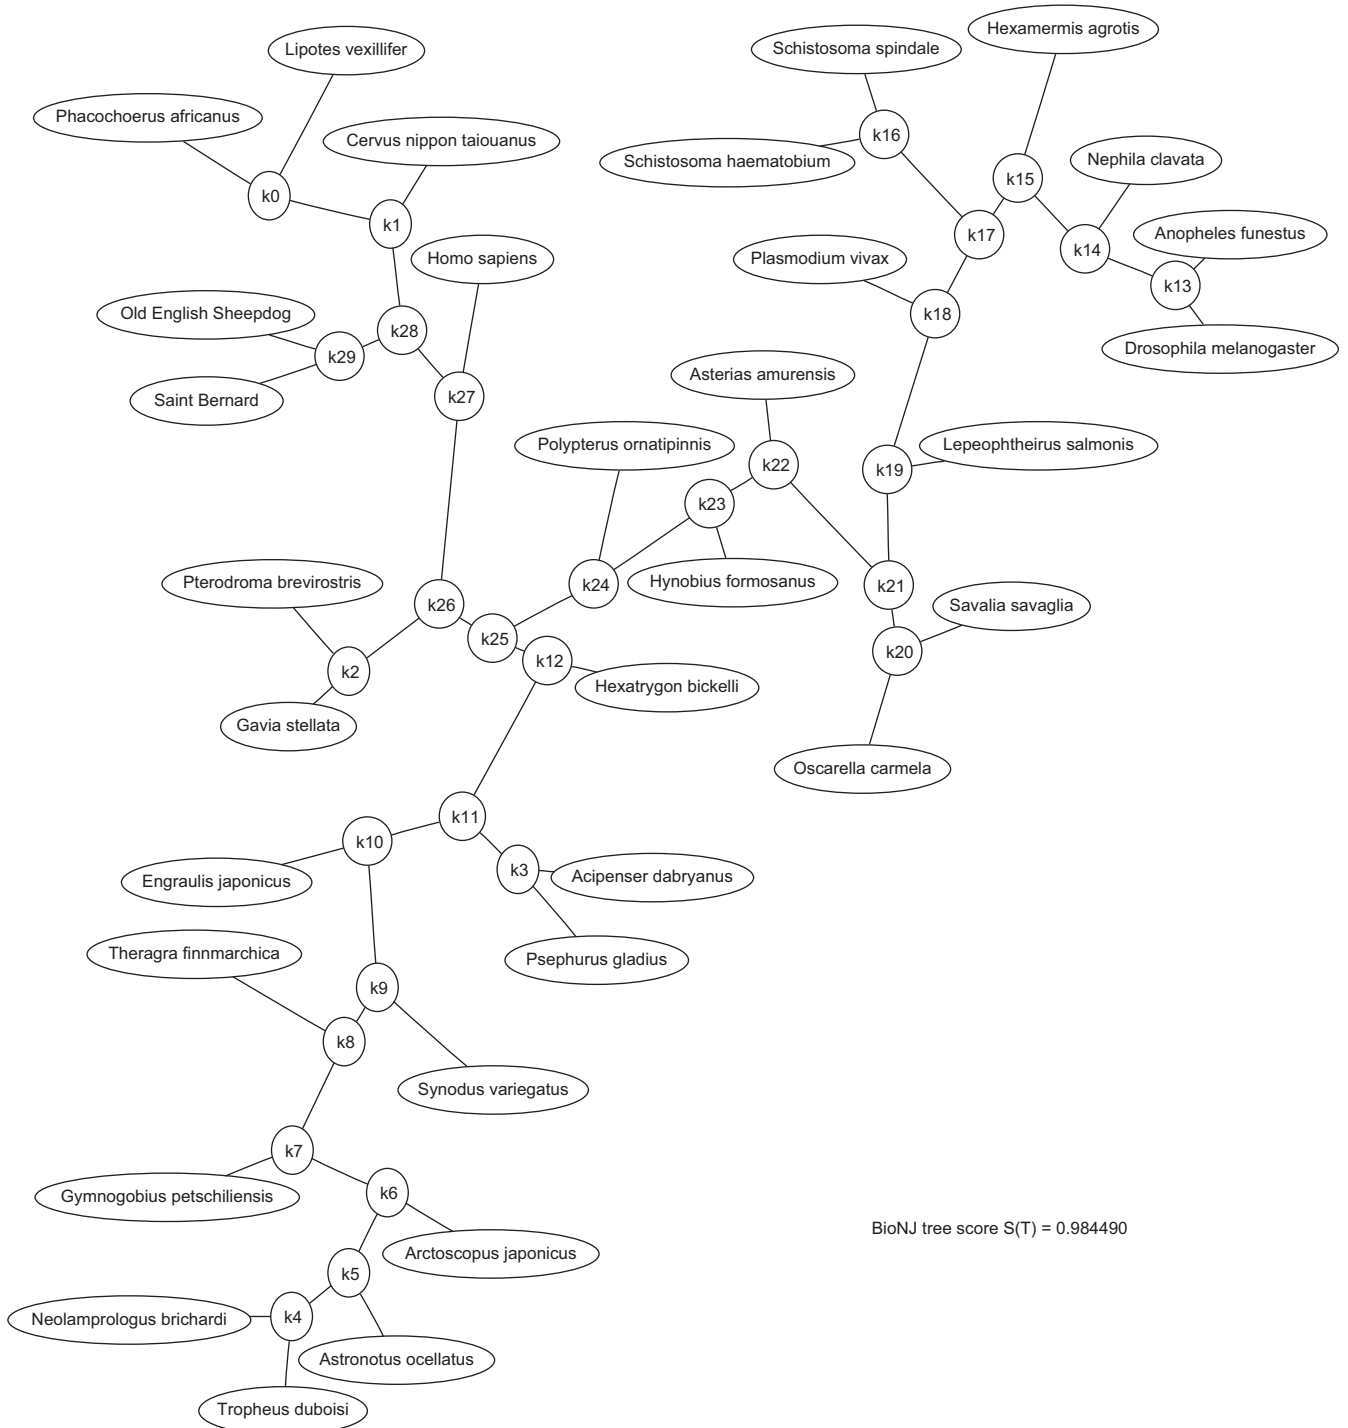 Hexamermis agrotis
Lipotes vexillifer
Schistosoma spindale
Phacochoerus africanus
Cervus nippon taiouanus
k16
Schistosoma haematobium
Nephila clavata
k15
k0
k1
k17
k14
Anopheles funestus
Homo sapiens
Plasmodium vivax
k13
Old English Sheepdog
k28
k18
k29
Drosophila melanogaster
Saint Bernard
k27
Asterias amurensis
Polypterus ornatipinnis
Lepeophtheirus salmonis
k22
k19
k23
Pterodroma brevirostris
k24
Hynobius formosanus
k21
k26
Savalia savaglia
k25
k20
k12
k2
Hexatrygon bickelli
Gavia stellata
Oscarella carmela
k11
k10
k3
Engraulis japonicus
Acipenser dabryanus
Theragra finnmarchica
Psephurus gladius
k9
k8
Synodus variegatus
k7
Gymnogobius petschiliensis
k6
BioNJ tree score S(T) = 0.984490
Arctoscopus japonicus
k5
Neolamprologus brichardi
k4
Astronotus ocellatus
Tropheus duboisi